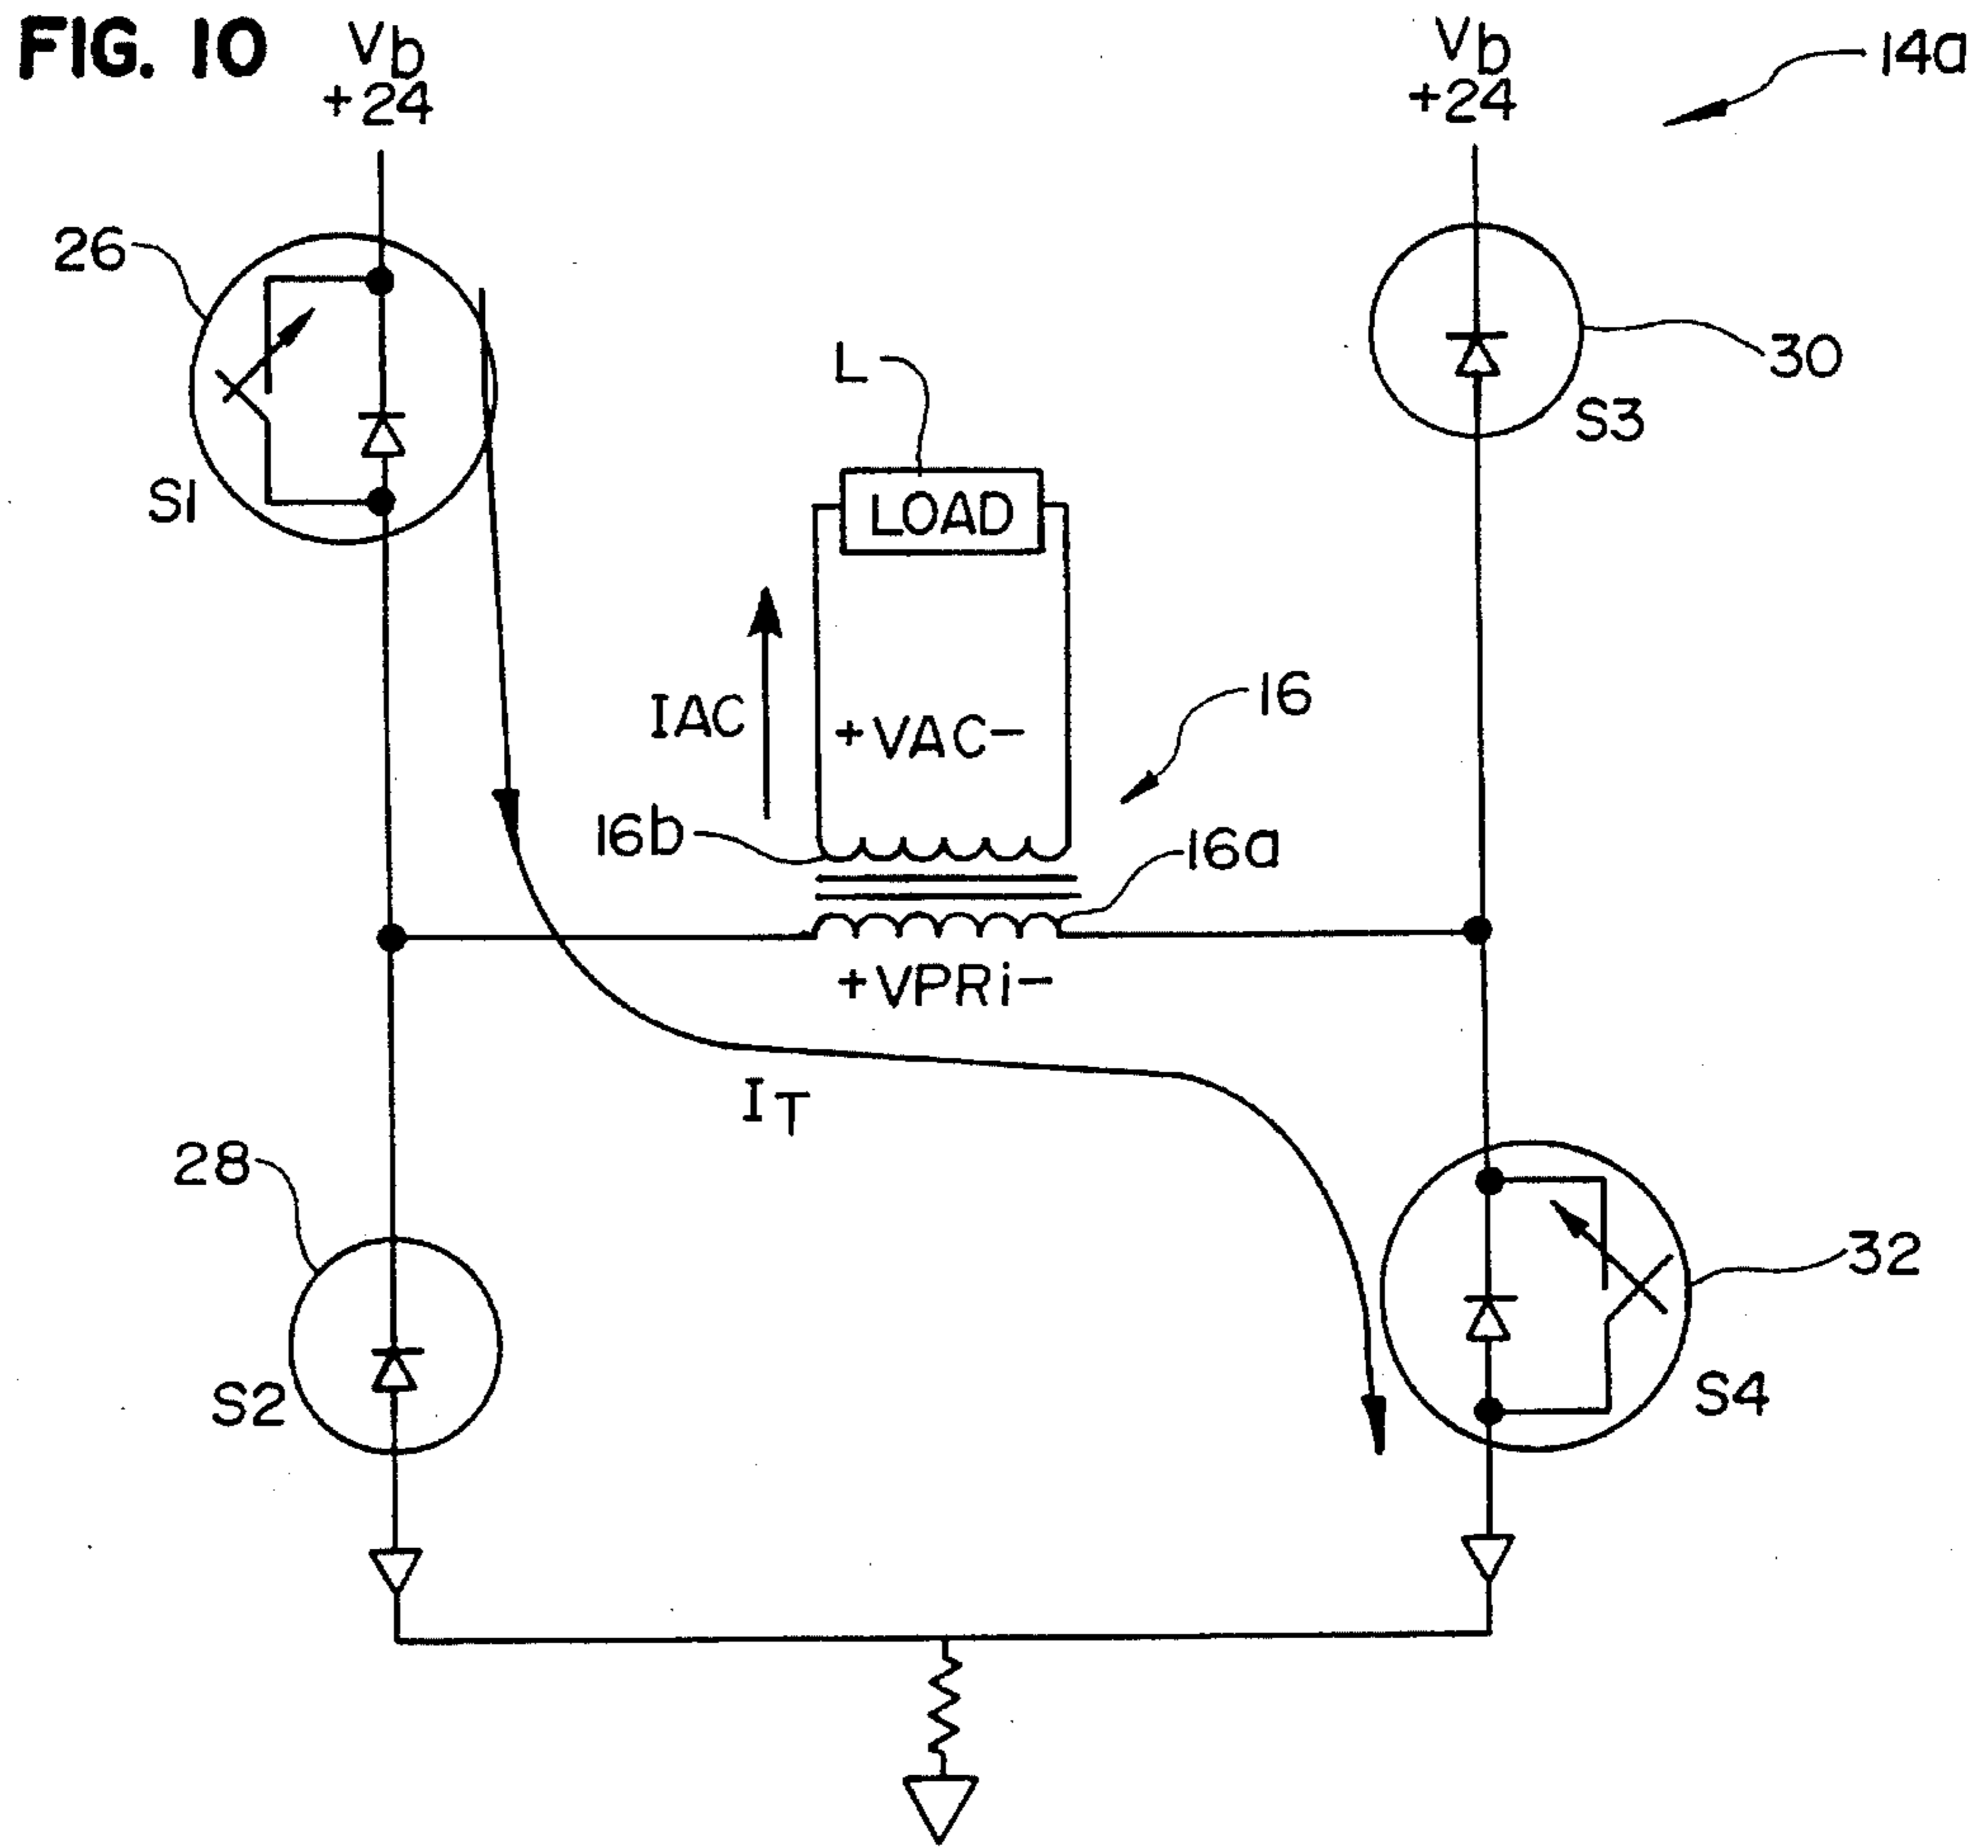 FIG. 10
Vb
+24
Vb
+24
14a
26
30
L
S3
S1
LOAD
IAC
+VAC-
16
16b
16a
+VPRi-
IT
28
32
S2
S4